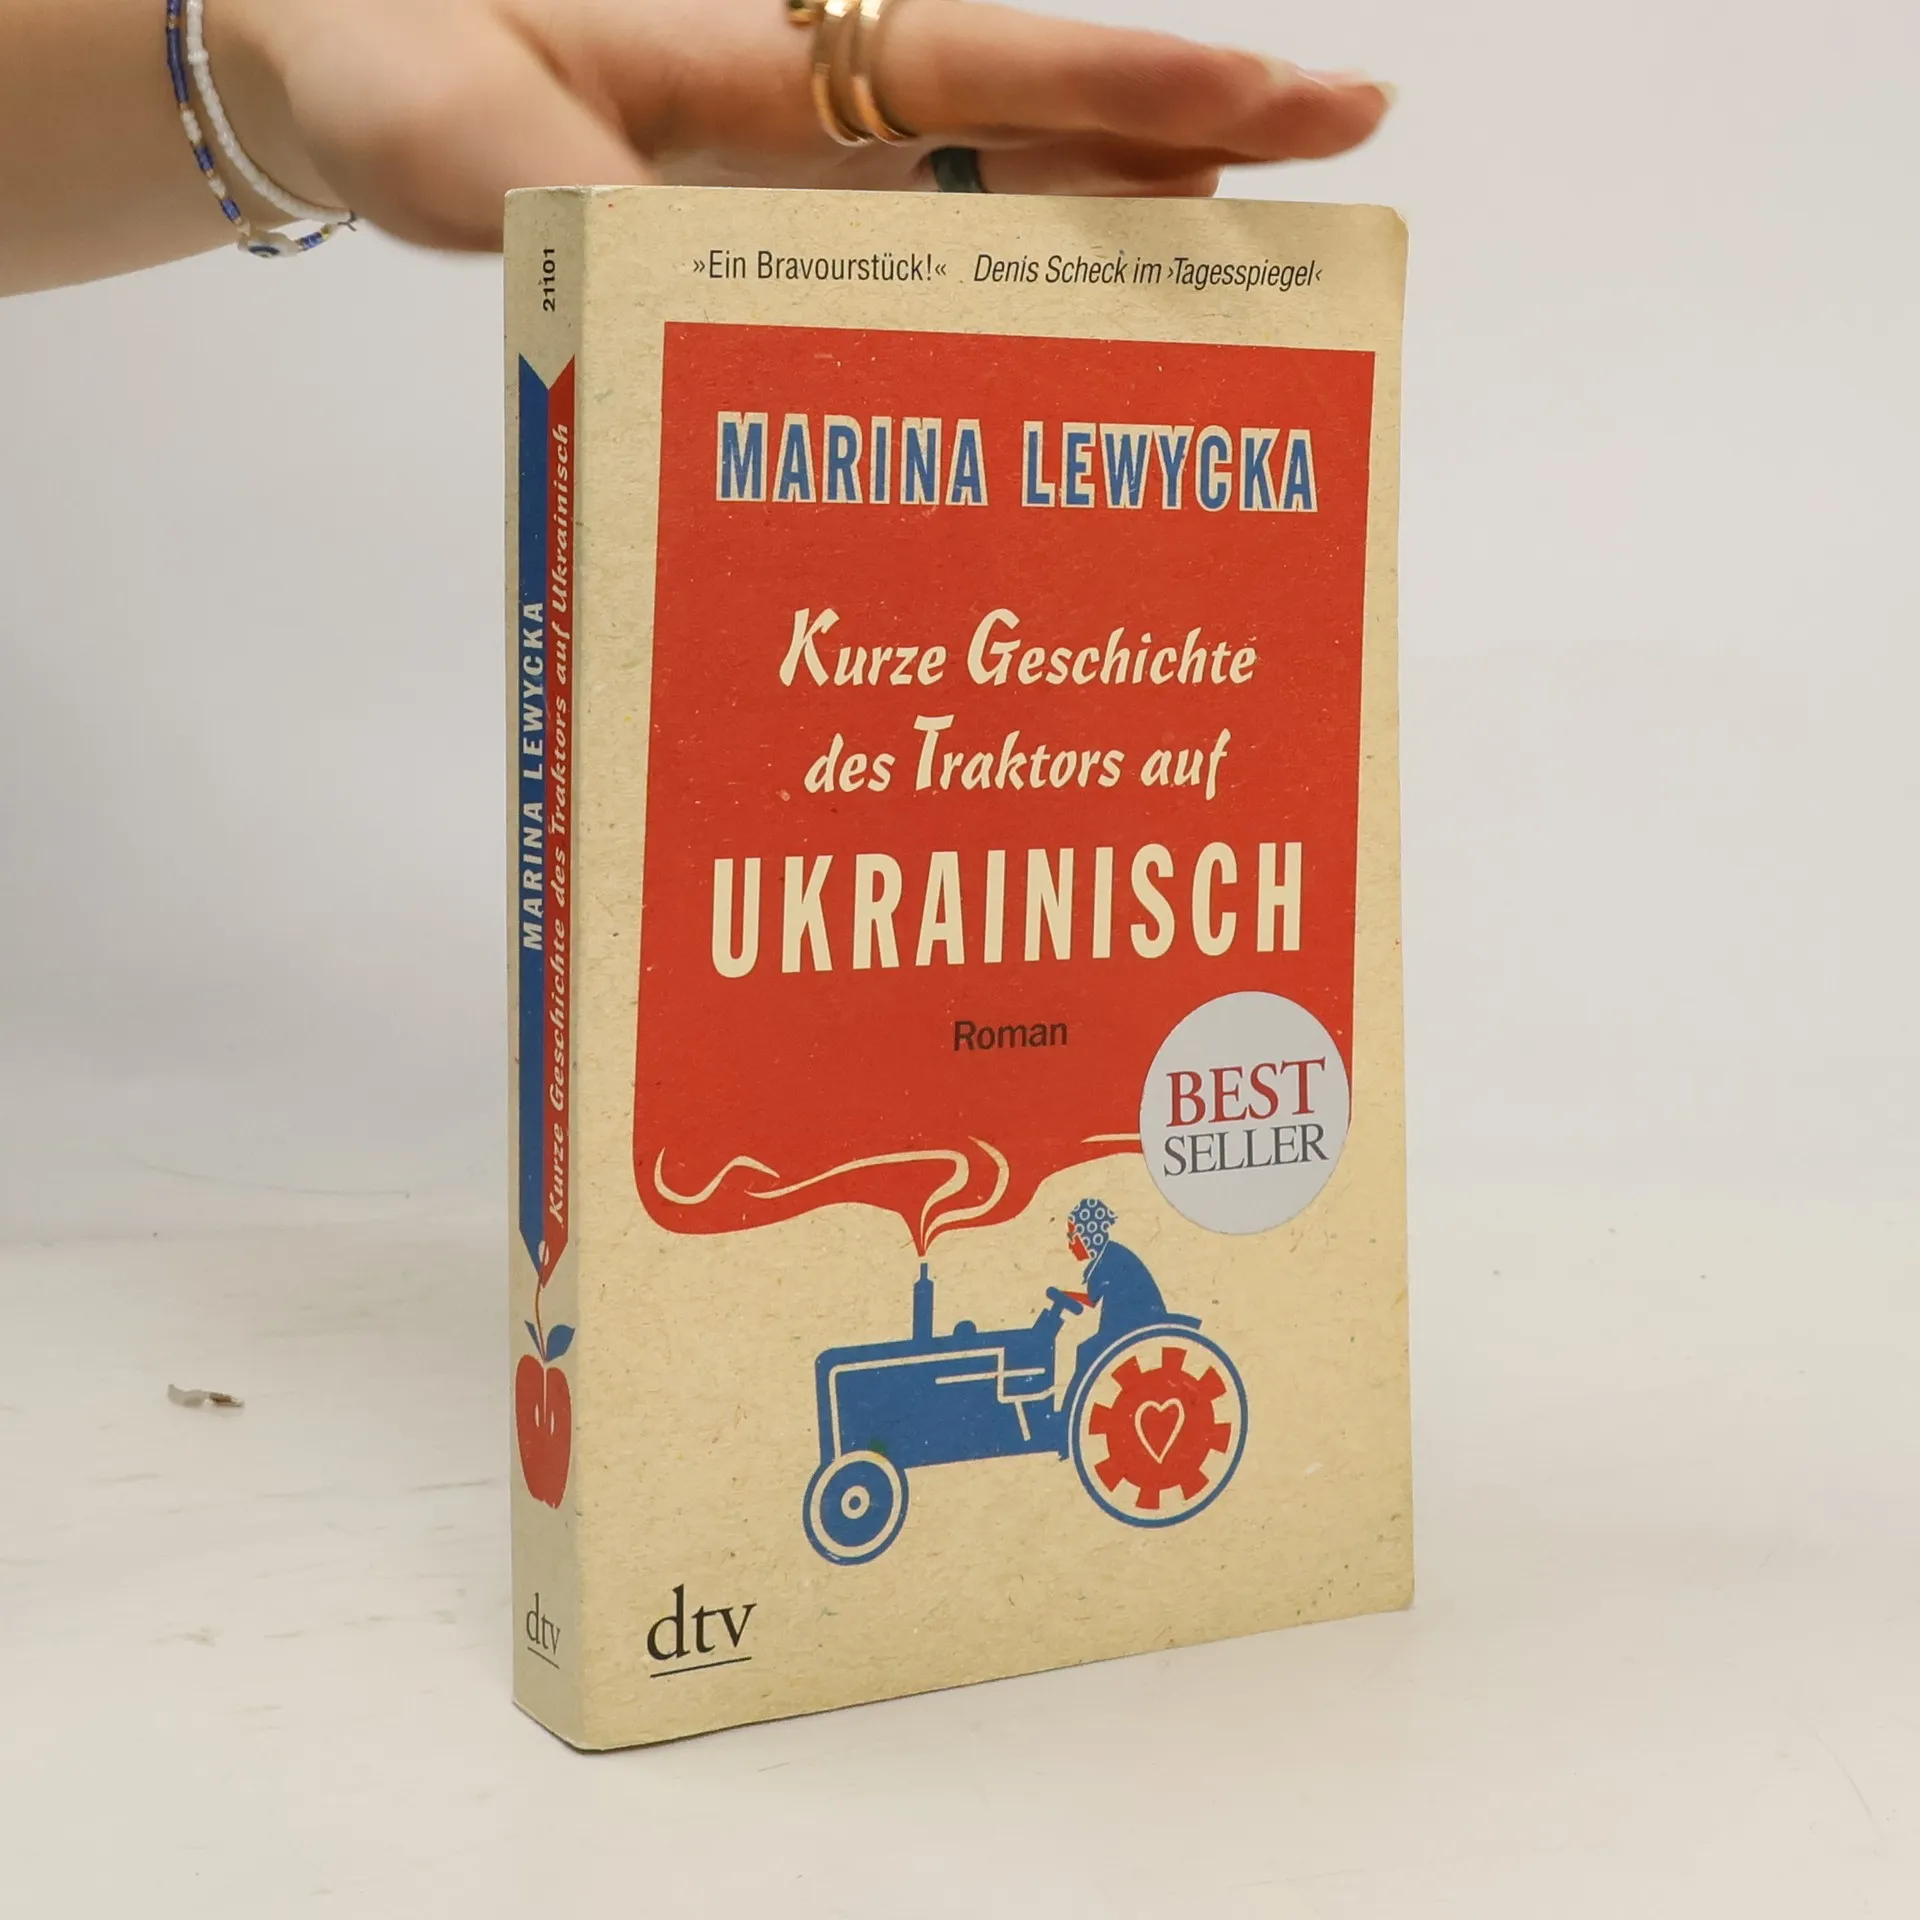 »Ein Bravourstück!« Denis Scheck im ›Tagesspiegel‹
MARINA LEWYCKA
Kurze Geschichte
des Traktors auf
UKRAINISCH
Roman
BEST
SELLER
dtv
21101
MARINA LEWYCKA
Kurze Geschichte des Traktors auf Ukrainisch
dtv